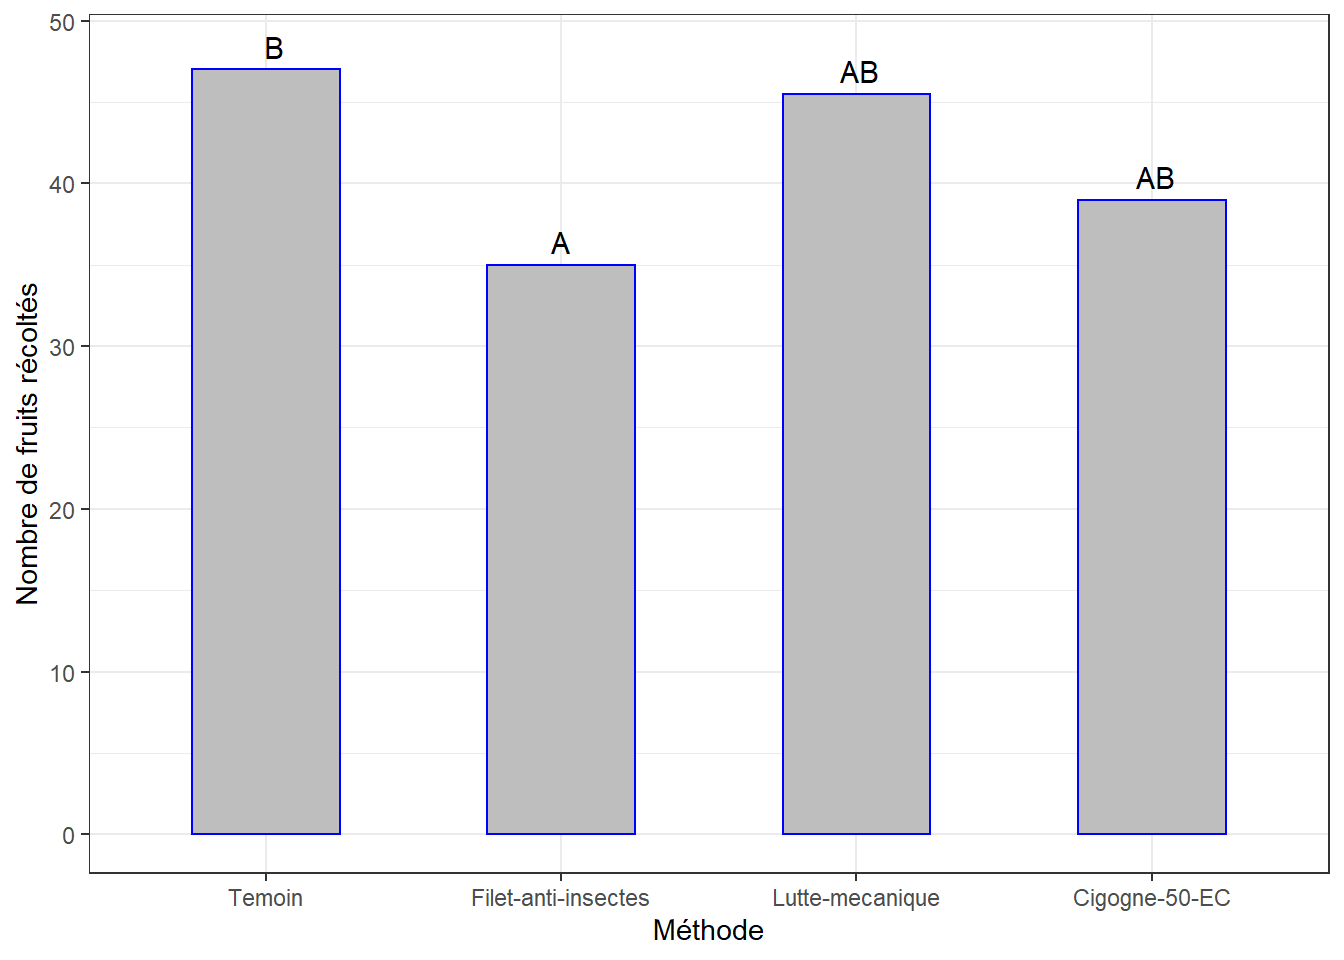 50
40
30
20
10
0
Nombre de fruits récoltés
B
A
AB
AB
Temoin
Filet-anti-insectes
Lutte-mecanique
Cigogne-50-EC
Méthode